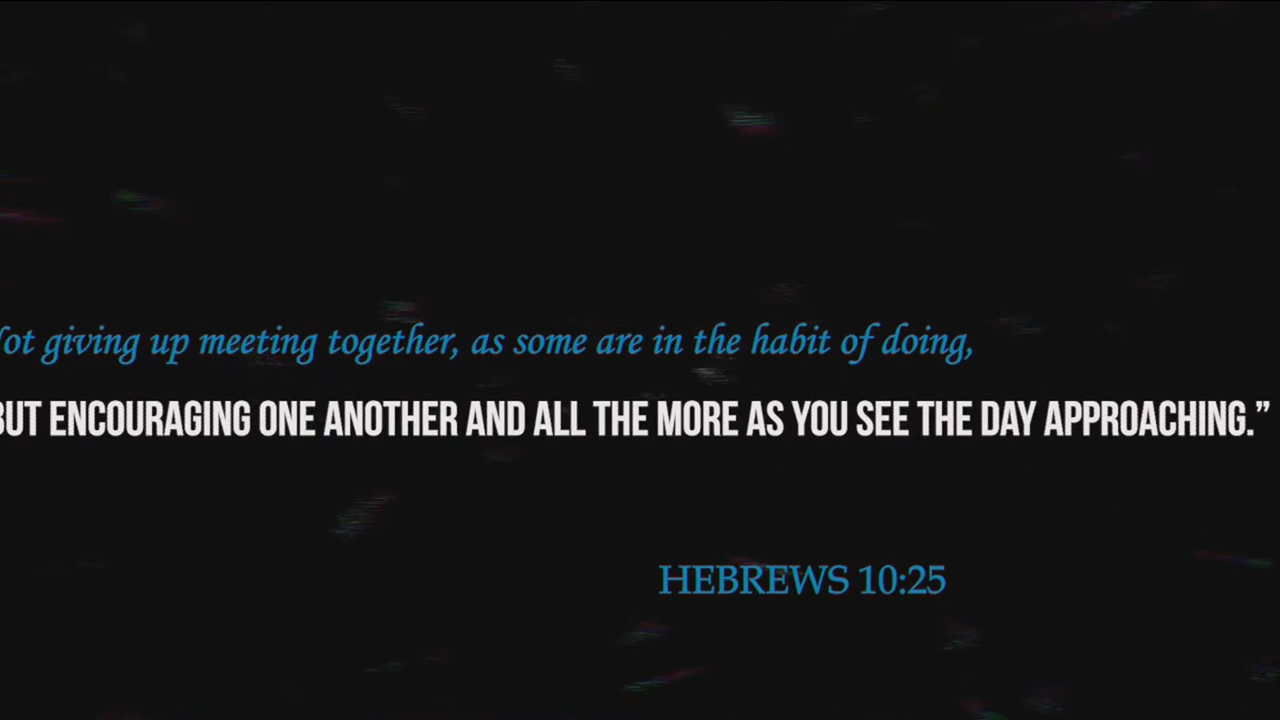 ot giving up meeting together, as some are in the habit of doing,
BUT ENCOURAGING ONE ANOTHER AND ALL THE MORE AS YOU SEE THE DAY APPROACHING.”
HEBREWS 10:25